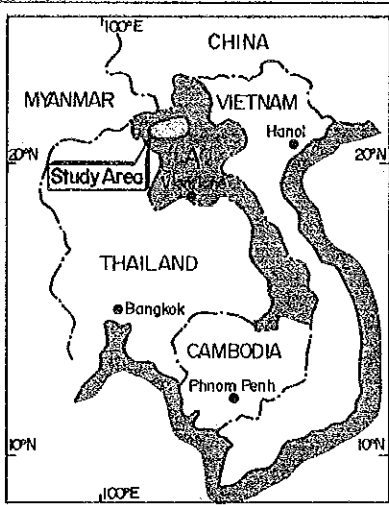 100°E
CHINA
MYANMAR
VIETNAM
Hanoi
20°N
20°N
Study Area
THAILAND
Bangkok
CAMBODIA
Phnom Penh
10°N
10°N
100°E